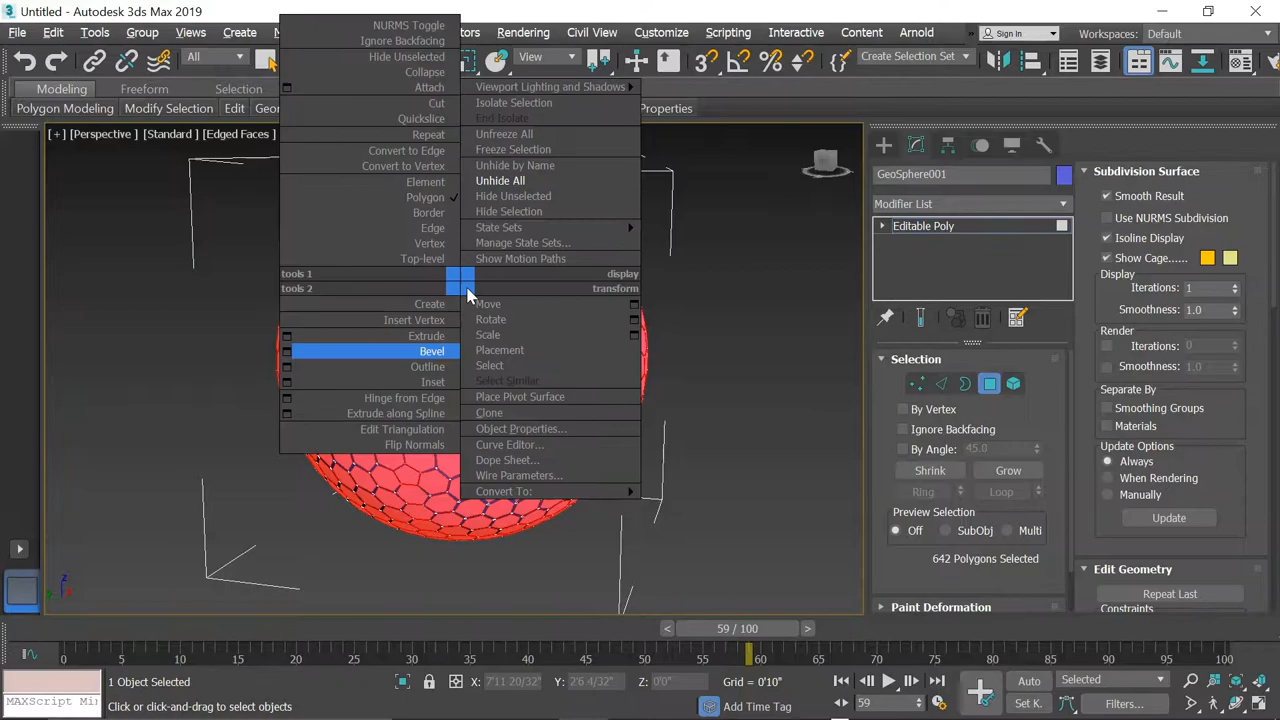 Untitled - Autodesk 3ds Max 2019
File Edit Tools Group Views Create Rendering Civil View Customize Scripting Interactive Content Arnold » Sign In Workspaces: Default
All View Create Selection Set
Modeling Freeform Selection
Polygon Modeling Modify Selection Edit Properties
[+] [Perspective] [Standard] [Edged Faces]
NURMS Toggle
Ignore Backfacing
Hide Unselected
Collapse
Attach
Cut
Quickslice
Repeat
Convert to Edge
Convert to Vertex
Element
Polygon
Border
Edge
Vertex
Top-level
tools 1
tools 2
Create
Insert Vertex
Extrude
Bevel
Outline
Inset
Hinge from Edge
Extrude along Spline
Edit Triangulation
Flip Normals
Viewport Lighting and Shadows
Isolate Selection
End Isolate
Unfreeze All
Freeze Selection
Unhide by Name
Unhide All
Hide Unselected
Hide Selection
State Sets
Manage State Sets...
Show Motion Paths
display
transform
Move
Rotate
Scale
Placement
Select
Select Similar
Place Pivot Surface
Clone
Object Properties...
Curve Editor...
Dope Sheet...
Wire Parameters...
Convert To:
GeoSphere001
Modifier List
Editable Poly
Selection
By Vertex
Ignore Backfacing
By Angle: 45.0
Shrink Grow
Ring Loop
Preview Selection
Off SubObj Multi
642 Polygons Selected
Paint Deformation
Subdivision Surface
Smooth Result
Use NURMS Subdivision
Isoline Display
Show Cage......
Display
Iterations: 1
Smoothness: 1.0
Render
Iterations: 0
Smoothness: 1.0
Separate By
Smoothing Groups
Materials
Update Options
Always
When Rendering
Manually
Update
Edit Geometry
Repeat Last
Constraints
z
< 59 / 100 >
0 5 10 15 20 25 30 35 40 45 50 55 60 65 70 75 80 85 90 95 100
1 Object Selected X: 7'11 20/32" Y: 2'6 4/32" Z: 0'0" Grid = 0'10" Auto Selected
MAXScript Mi Click or click-and-drag to select objects Add Time Tag 59 Set K. Filters...